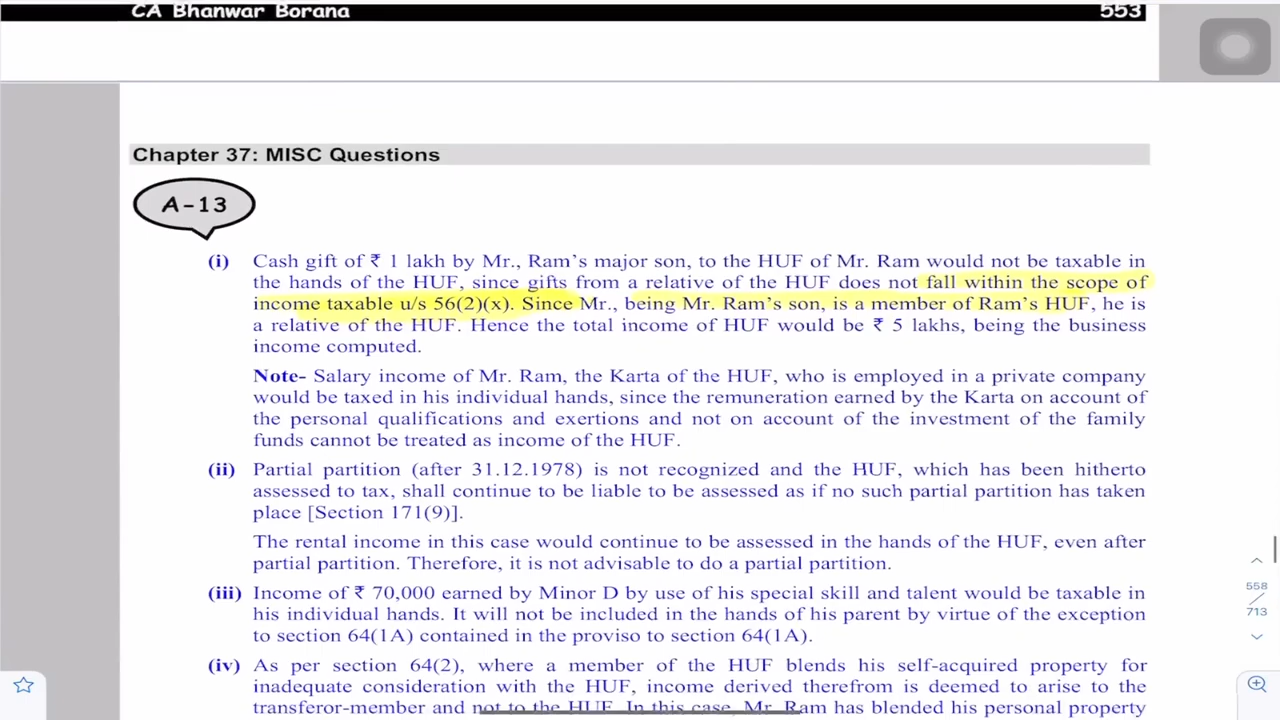 CA Bhanwar Borana 553
Chapter 37: MISC Questions
A-13
(i) Cash gift of ₹ 1 lakh by Mr., Ram's major son, to the HUF of Mr. Ram would not be taxable in
the hands of the HUF, since gifts from a relative of the HUF does not fall within the scope of
income taxable u/s 56(2)(x). Since Mr., being Mr. Ram's son, is a member of Ram's HUF, he is
a relative of the HUF. Hence the total income of HUF would be ₹ 5 lakhs, being the business
income computed.
Note- Salary income of Mr. Ram, the Karta of the HUF, who is employed in a private company
would be taxed in his individual hands, since the remuneration earned by the Karta on account of
the personal qualifications and exertions and not on account of the investment of the family
funds cannot be treated as income of the HUF.
(ii) Partial partition (after 31.12.1978) is not recognized and the HUF, which has been hitherto
assessed to tax, shall continue to be liable to be assessed as if no such partial partition has taken
place [Section 171(9)].
The rental income in this case would continue to be assessed in the hands of the HUF, even after
partial partition. Therefore, it is not advisable to do a partial partition.
(iii) Income of ₹ 70,000 earned by Minor D by use of his special skill and talent would be taxable in
his individual hands. It will not be included in the hands of his parent by virtue of the exception
to section 64(1A) contained in the proviso to section 64(1A).
(iv) As per section 64(2), where a member of the HUF blends his self-acquired property for
inadequate consideration with the HUF, income derived therefrom is deemed to arise to the
transferor-member and not to the HUF. In this case, Mr. Ram has blended his personal property
558
713